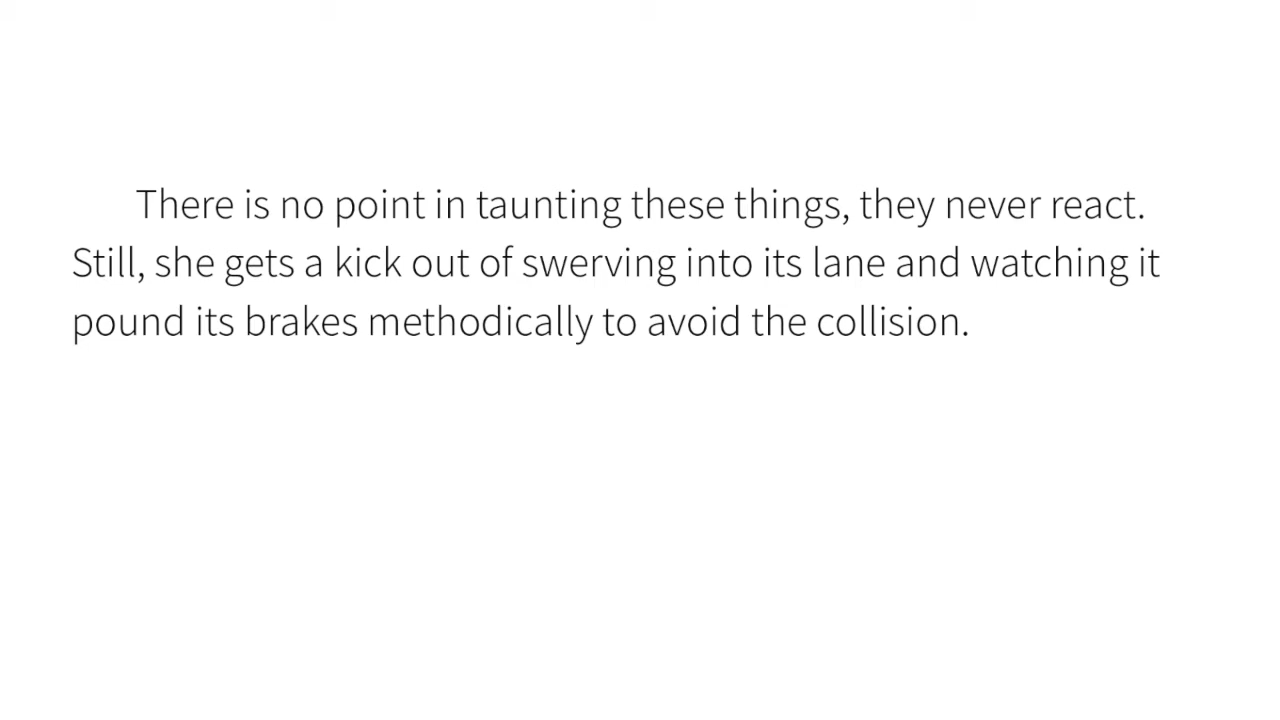 There is no point in taunting these things, they never react.
Still, she gets a kick out of swerving into its lane and watching it
pound its brakes methodically to avoid the collision.